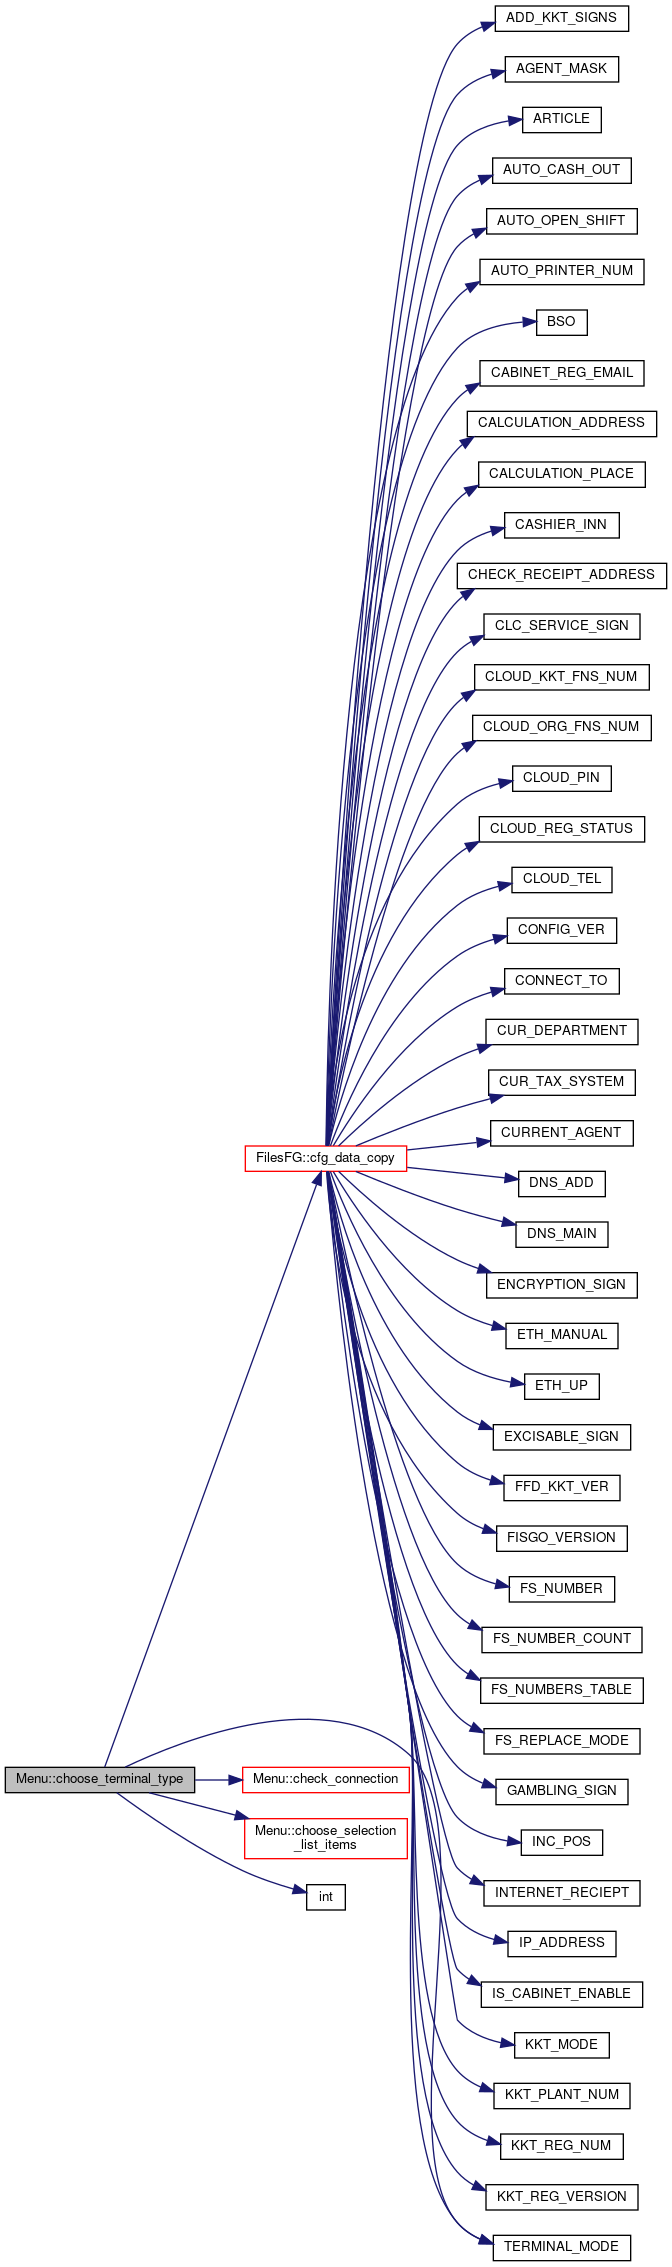 ADD_KKT_SIGNS
AGENT_MASK
ARTICLE
AUTO_CASH_OUT
AUTO_OPEN_SHIFT
AUTO_PRINTER_NUM
BSO
CABINET_REG_EMAIL
CALCULATION_ADDRESS
CALCULATION_PLACE
CASHIER_INN
CHECK_RECEIPT_ADDRESS
CLC_SERVICE_SIGN
CLOUD_KKT_FNS_NUM
CLOUD_ORG_FNS_NUM
CLOUD_PIN
CLOUD_REG_STATUS
CLOUD_TEL
CONFIG_VER
CONNECT_TO
CUR_DEPARTMENT
CUR_TAX_SYSTEM
CURRENT_AGENT
FilesFG::cfg_data_copy
DNS_ADD
DNS_MAIN
ENCRYPTION_SIGN
ETH_MANUAL
ETH_UP
EXCISABLE_SIGN
FFD_KKT_VER
FISGO_VERSION
FS_NUMBER
FS_NUMBER_COUNT
FS_NUMBERS_TABLE
FS_REPLACE_MODE
Menu::choose_terminal_type
Menu::check_connection
GAMBLING_SIGN
Menu::choose_selection
_list_items
INC_POS
int
INTERNET_RECIEPT
IP_ADDRESS
IS_CABINET_ENABLE
KKT_MODE
KKT_PLANT_NUM
KKT_REG_NUM
KKT_REG_VERSION
TERMINAL_MODE